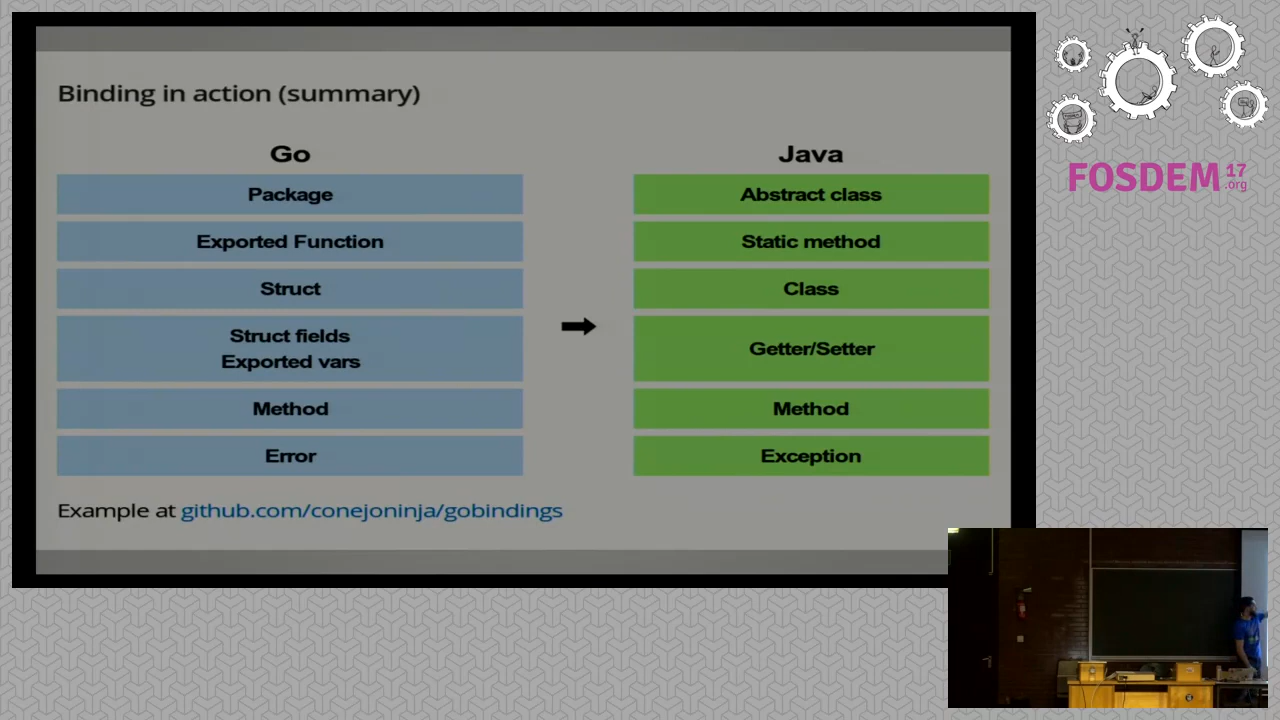 Binding in action (summary)
Go
Java
Package
Abstract class
Exported Function
Static method
Struct
Class
Struct fields
Exported vars
Getter/Setter
Method
Method
Error
Exception
Example at github.com/conejoninja/gobindings
FOSDEM 17
.org